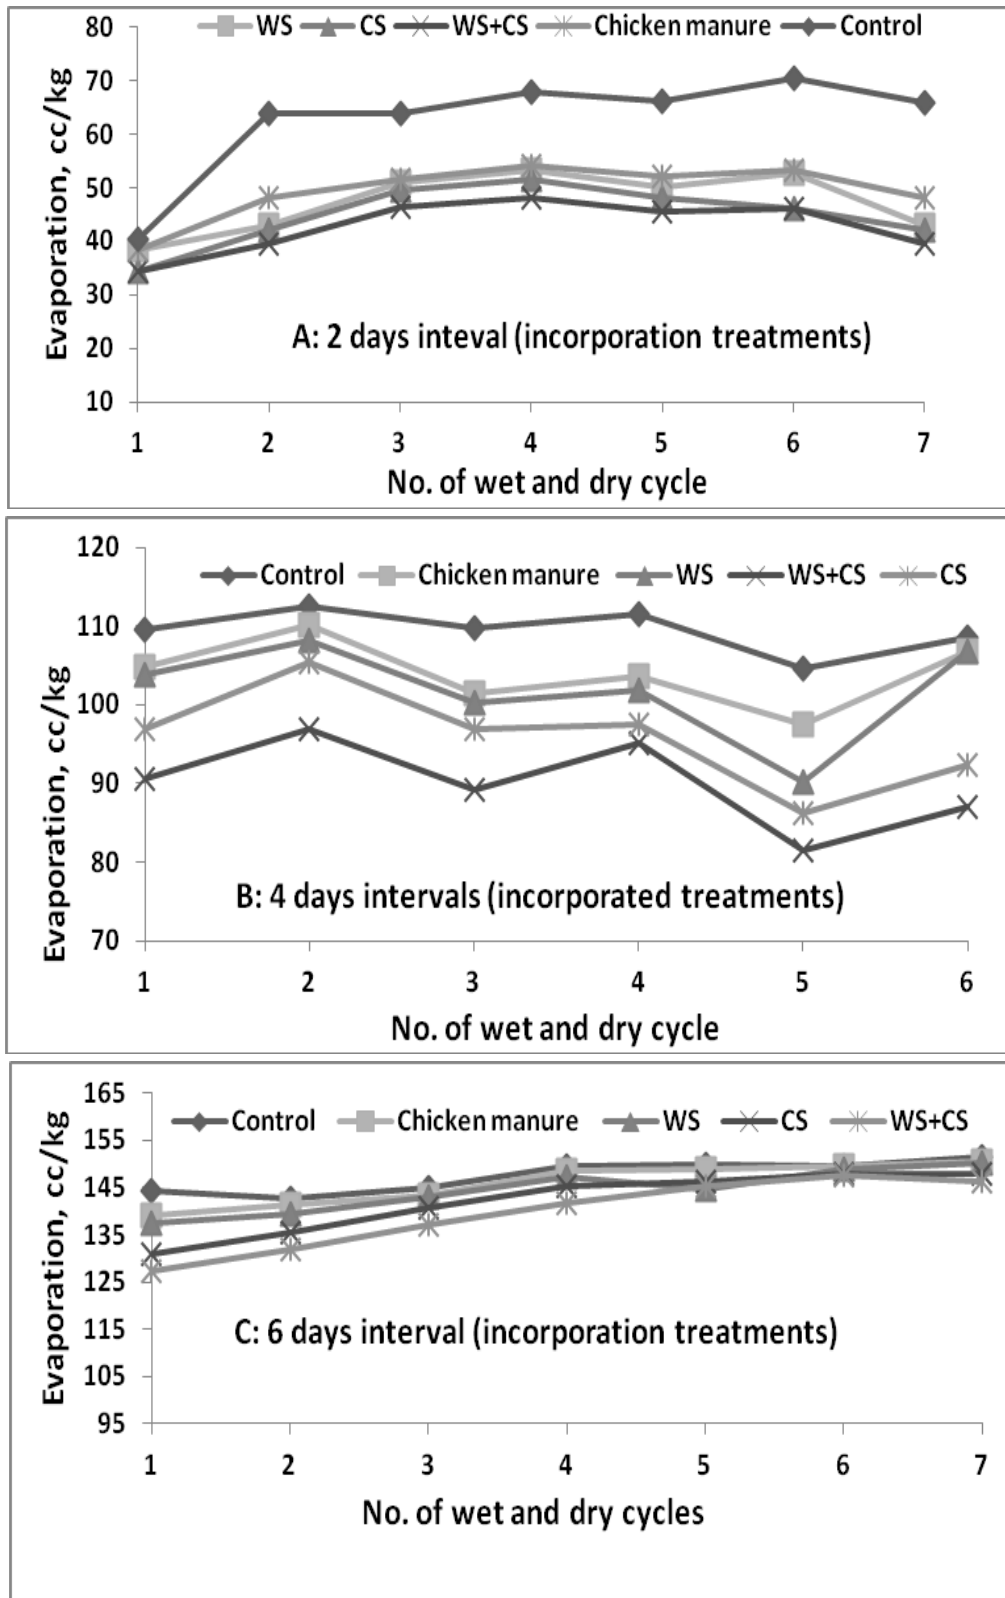 WS CS WS+CS Chicken manure Control
Evaporation, cc/kg
80
70
60
50
40
30
20
10
A: 2 days inteval (incorporation treatments)
1 2 3 4 5 6 7
No. of wet and dry cycle
Evaporation, cc/kg
120
110
100
90
80
70
Control Chicken manure WS WS+CS CS
B: 4 days intervals (incorporated treatments)
1 2 3 4 5 6
No. of wet and dry cycle
Evaporation, cc/kg
165
155
145
135
125
115
105
95
Control Chicken manure WS CS WS+CS
C: 6 days interval (incorporation treatments)
1 2 3 4 5 6 7
No. of wet and dry cycles